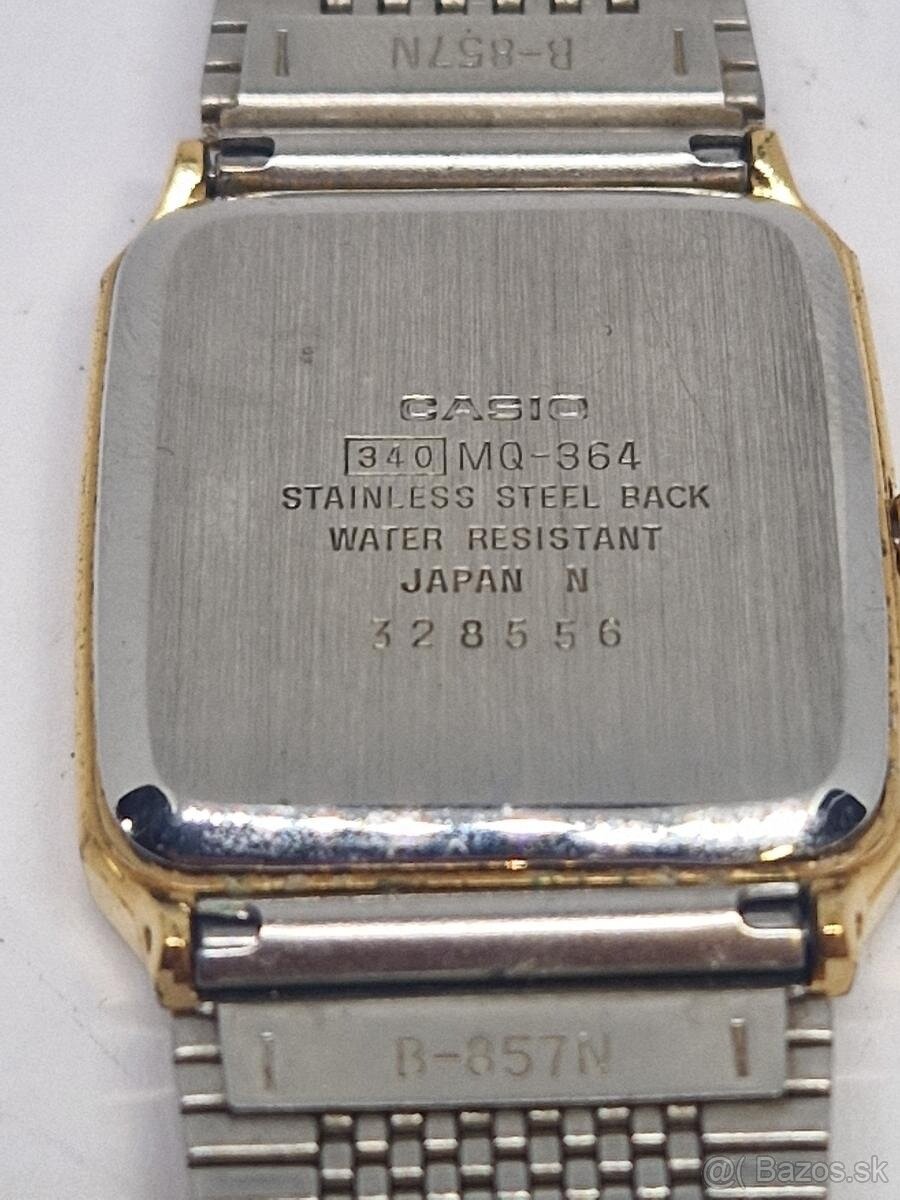 B-857N
CASIO
340 MQ-364
STAINLESS STEEL BACK
WATER RESISTANT
JAPAN N
328556
B-857N
@( Bazos.sk